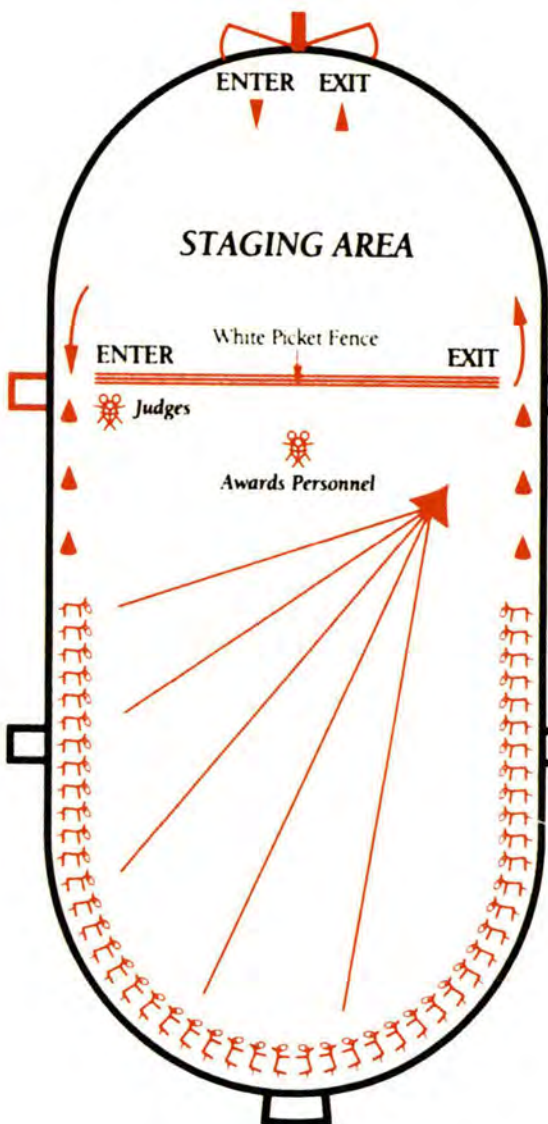 ENTER EXIT
STAGING AREA
White Picket Fence
ENTER EXIT
Judges
Awards Personnel